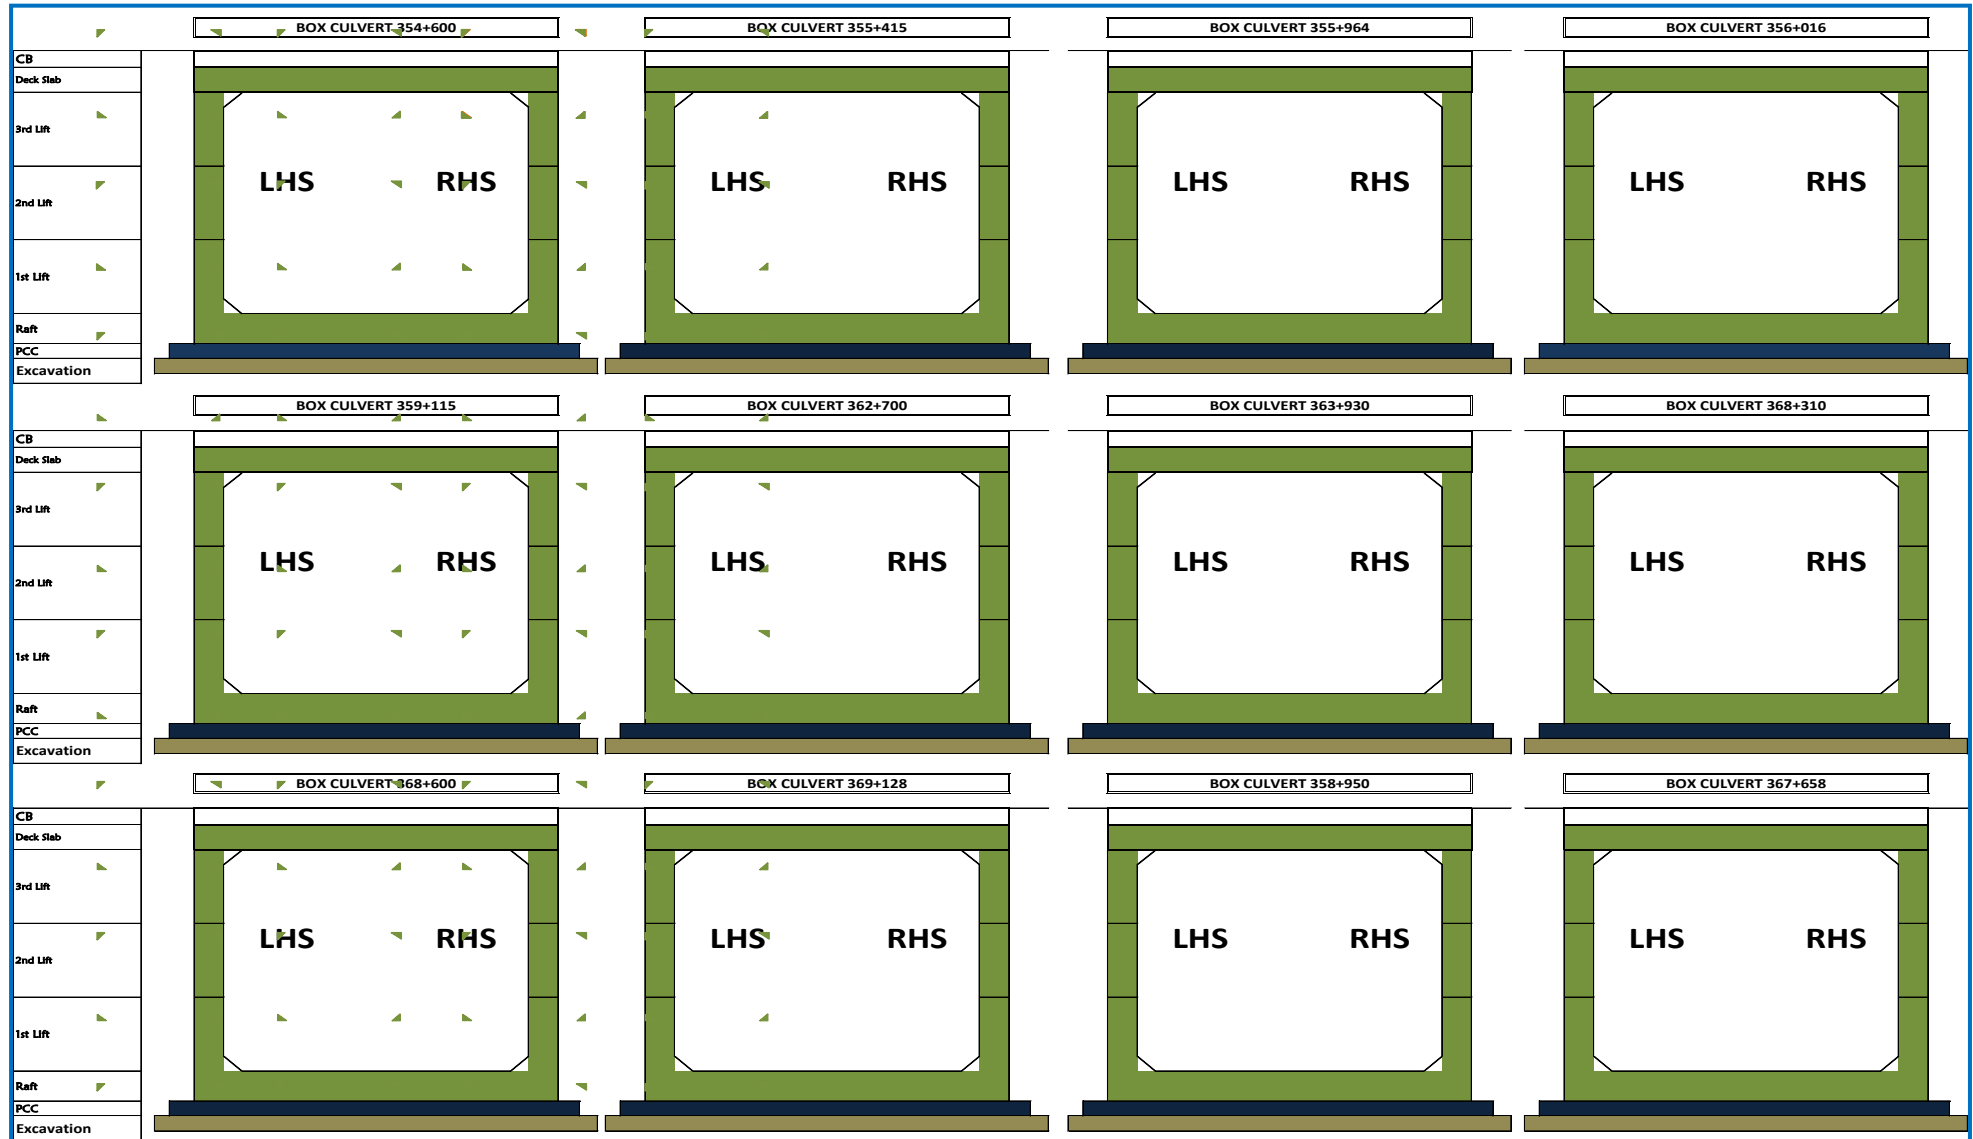 BOX CULVERT 354+600 BOX CULVERT 355+415 BOX CULVERT 355+964 BOX CULVERT 356+016
CB
Deck Slab
3rd Lift
LHS RHS LHS RHS LHS RHS LHS RHS
2nd Lift
1st Lift
Raft
PCC
Excavation
BOX CULVERT 359+115 BOX CULVERT 362+700 BOX CULVERT 363+930 BOX CULVERT 368+310
CB
Deck Slab
3rd Lift
LHS RHS LHS RHS LHS RHS LHS RHS
2nd Lift
1st Lift
Raft
PCC
Excavation
BOX CULVERT 368+600 BOX CULVERT 369+128 BOX CULVERT 358+950 BOX CULVERT 367+658
CB
Deck Slab
3rd Lift
LHS RHS LHS RHS LHS RHS LHS RHS
2nd Lift
1st Lift
Raft
PCC
Excavation